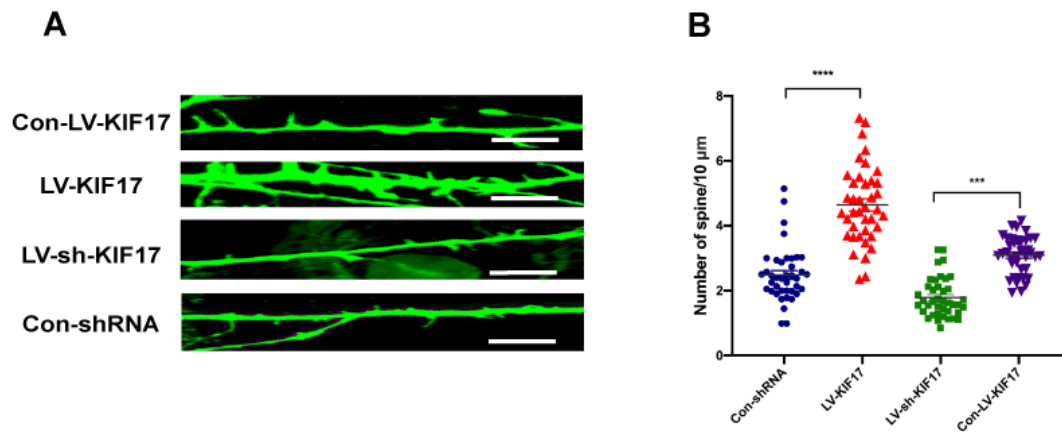 A
Con-LV-KIF17
LV-KIF17
LV-sh-KIF17
Con-shRNA
B
****
***
Number of spine/10 μm
8
6
4
2
0
Con-shRNA
LV-KIF17
LV-sh-KIF17
Con-LV-KIF17